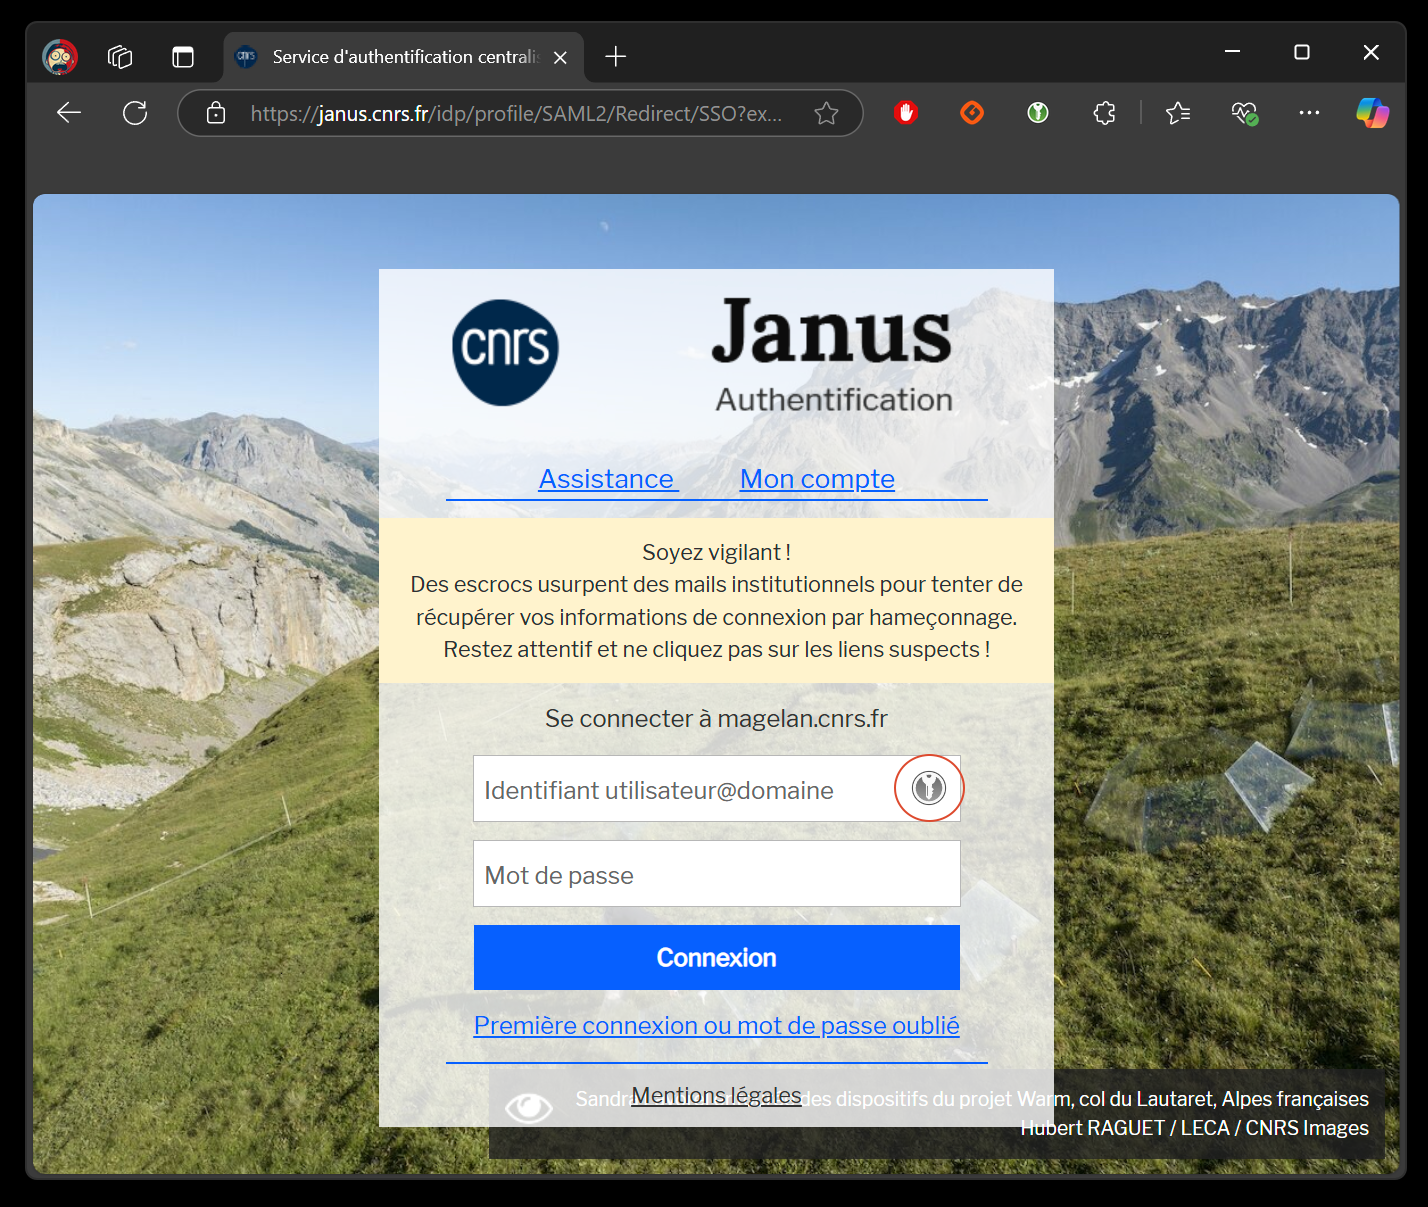 Service d'authentification centralis
https://janus.cnrs.fr/idp/profile/SAML2/Redirect/SSO?ex...
cnrs
Janus
Authentification
Assistance Mon compte
Soyez vigilant !
Des escrocs usurpent des mails institutionnels pour tenter de
récupérer vos informations de connexion par hameçonnage.
Restez attentif et ne cliquez pas sur les liens suspects !
Se connecter à magelan.cnrs.fr
Identifiant utilisateur@domaine
Mot de passe
Connexion
Première connexion ou mot de passe oublié
Mentions légales
Sandra des dispositifs du projet Warm, col du Lautaret, Alpes françaises
Hubert RAGUET / LECA / CNRS Images